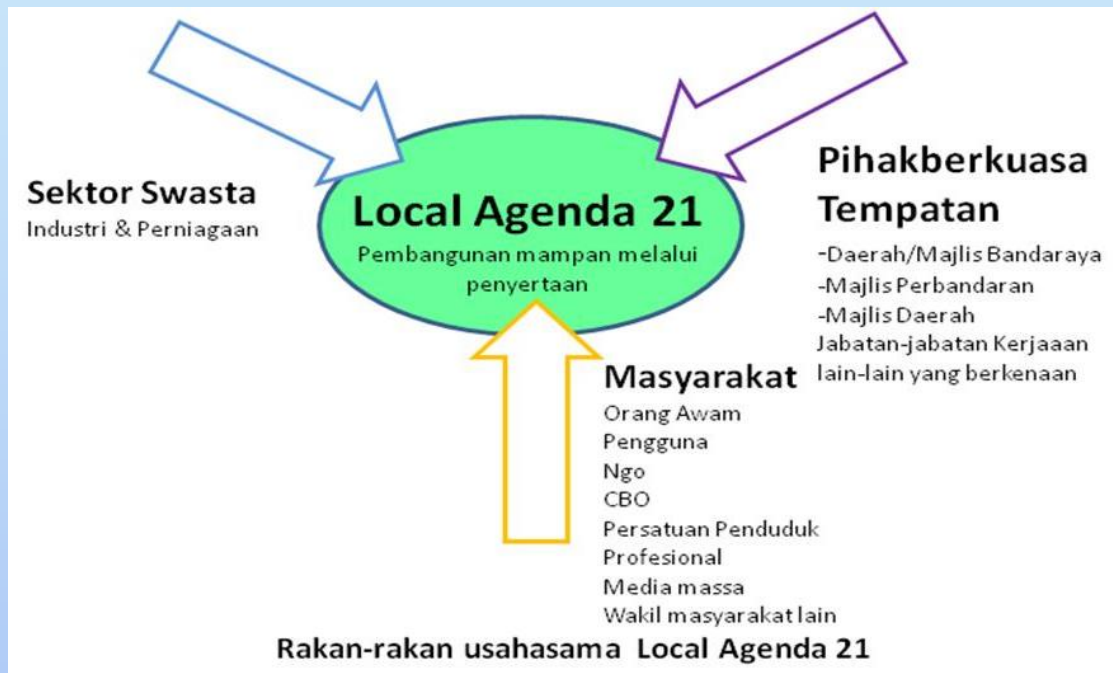 Sektor Swasta
Industri & Perniagaan
Local Agenda 21
Pembangunan mampan melalui
penyertaan
Pihakberkuasa
Tempatan
-Daerah/Majlis Bandaraya
-Majlis Perbandaran
-Majlis Daerah
Jabatan-jabatan Kerjaaan
lain-lain yang berkenaan
Masyarakat
Orang Awam
Pengguna
Ngo
CBO
Persatuan Penduduk
Profesional
Media massa
Wakil masyarakat lain
Rakan-rakan usahasama Local Agenda 21